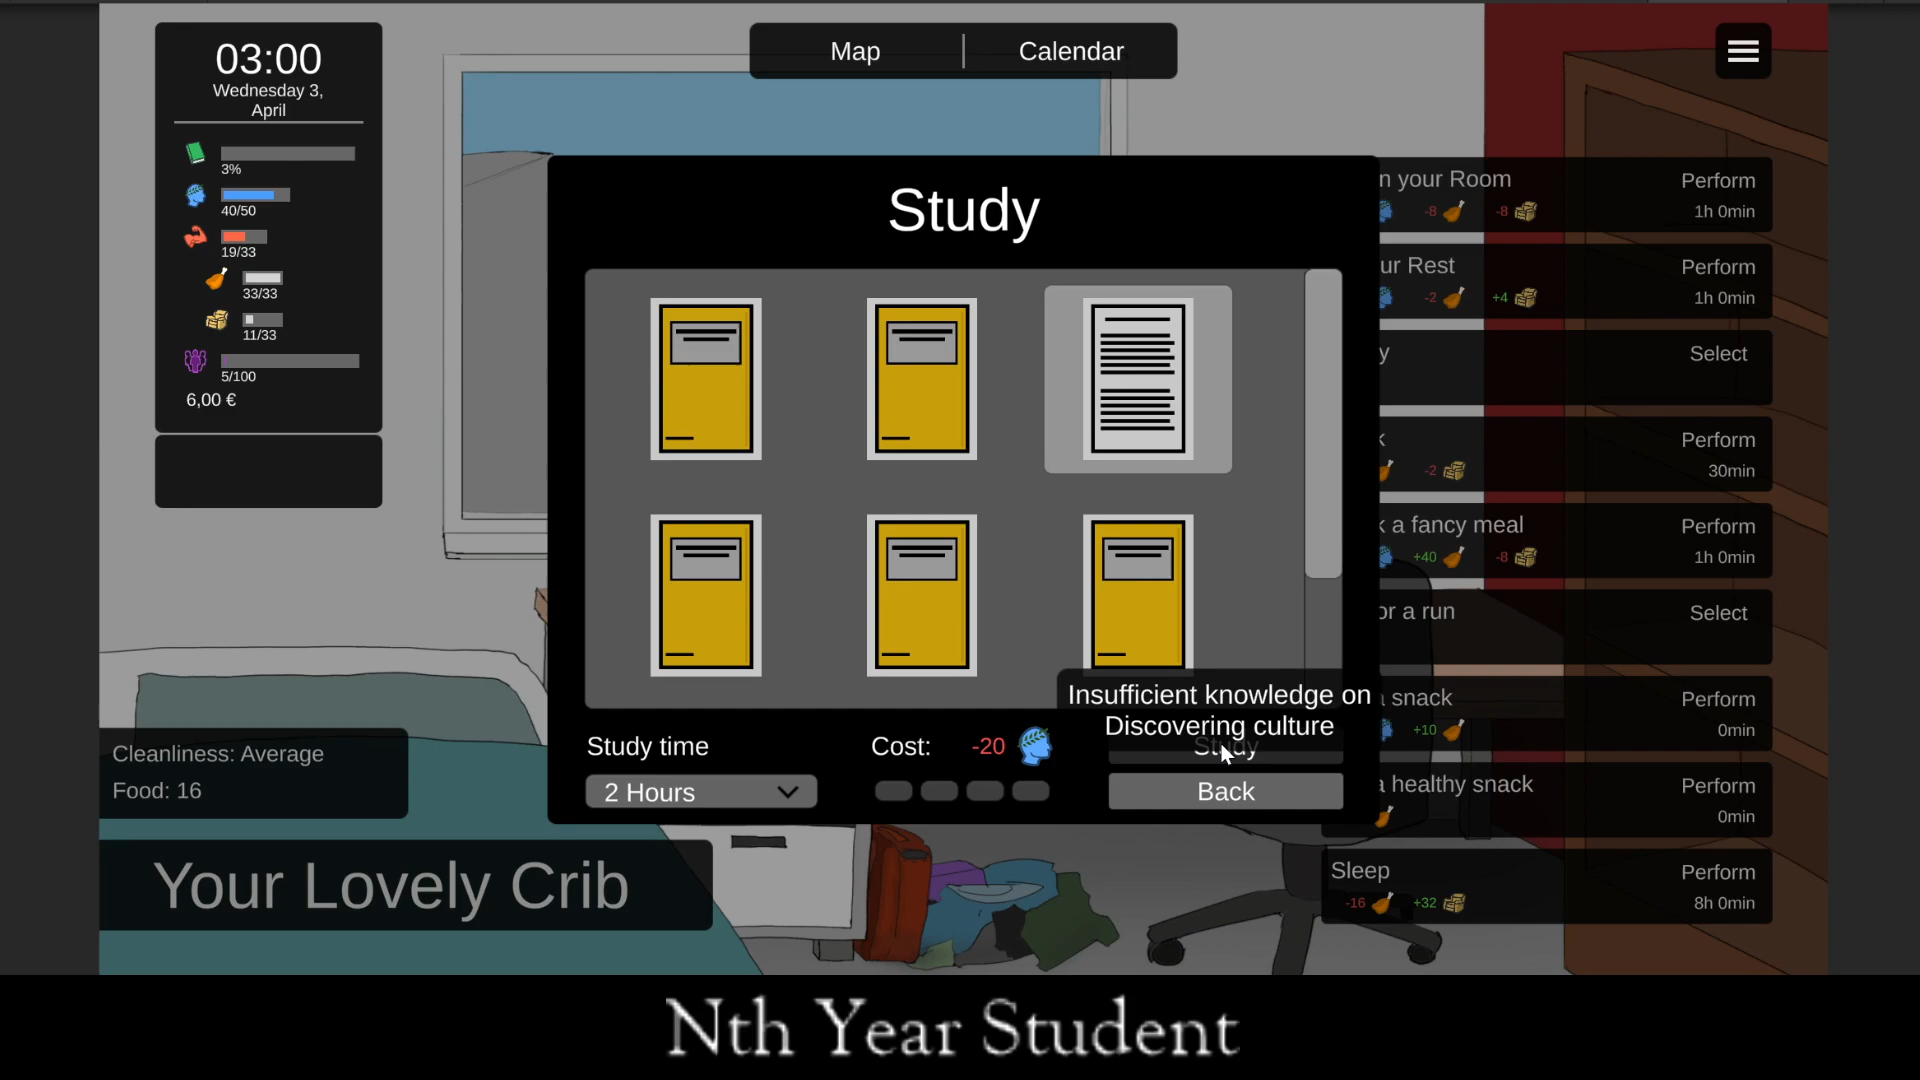 03:00
Wednesday 3,
April
3%
40/50
19/33
33/33
11/33
5/100
6,00 €
Map
Calendar
Study
Insufficient knowledge on
Discovering culture
Study time
Cost:
-20
Study
2 Hours
Back
n your Room
Perform
-8
-8
1h 0min
ur Rest
Perform
-2
+4
1h 0min
y
Select
k
Perform
-2
30min
k a fancy meal
Perform
+40
-8
1h 0min
or a run
Select
a snack
Perform
+10
0min
a healthy snack
Perform
0min
Sleep
Perform
-16
+32
8h 0min
Cleanliness: Average
Food: 16
Your Lovely Crib
Nth Year Student